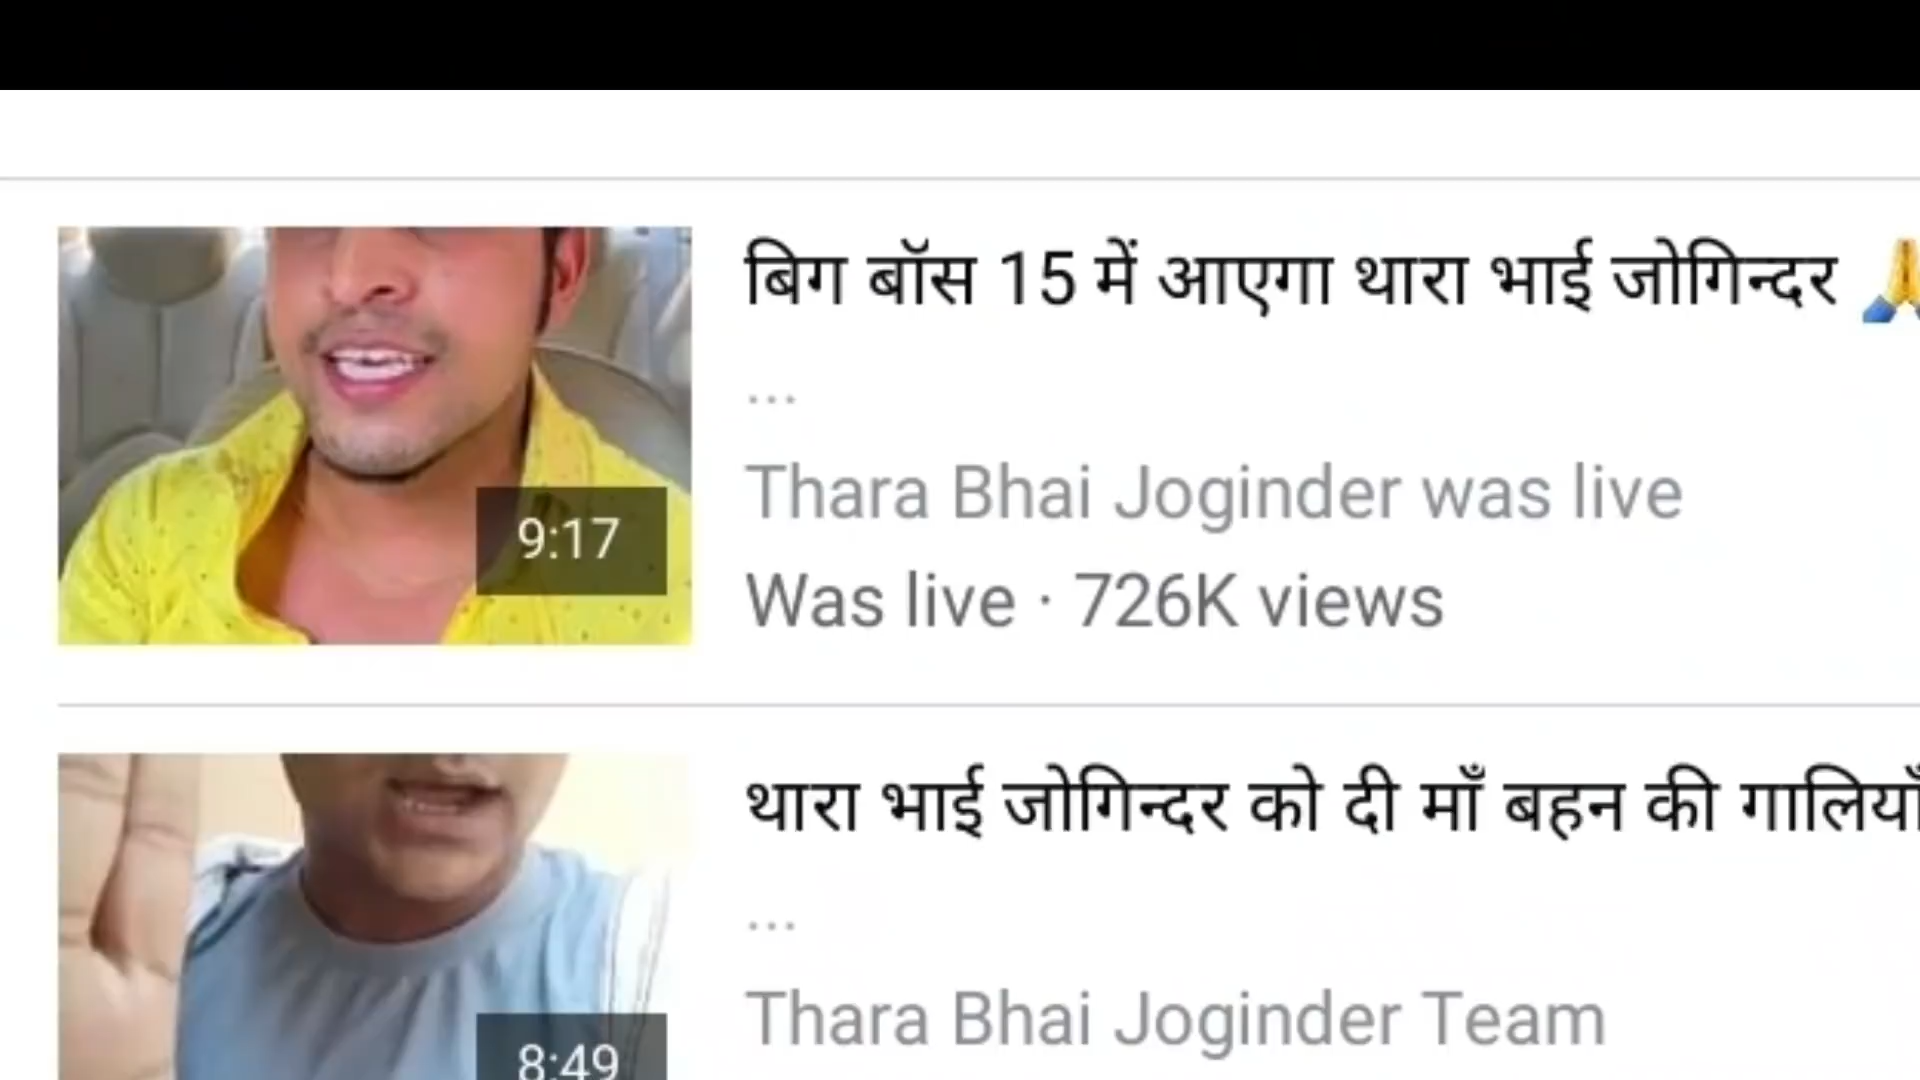 बिग बॉस 15 में आएगा थारा भाई जोगिन्दर 🙏
...
Thara Bhai Joginder was live
Was live · 726K views
9:17
थारा भाई जोगिन्दर को दी माँ बहन की गालियाँ
...
Thara Bhai Joginder Team
8:49